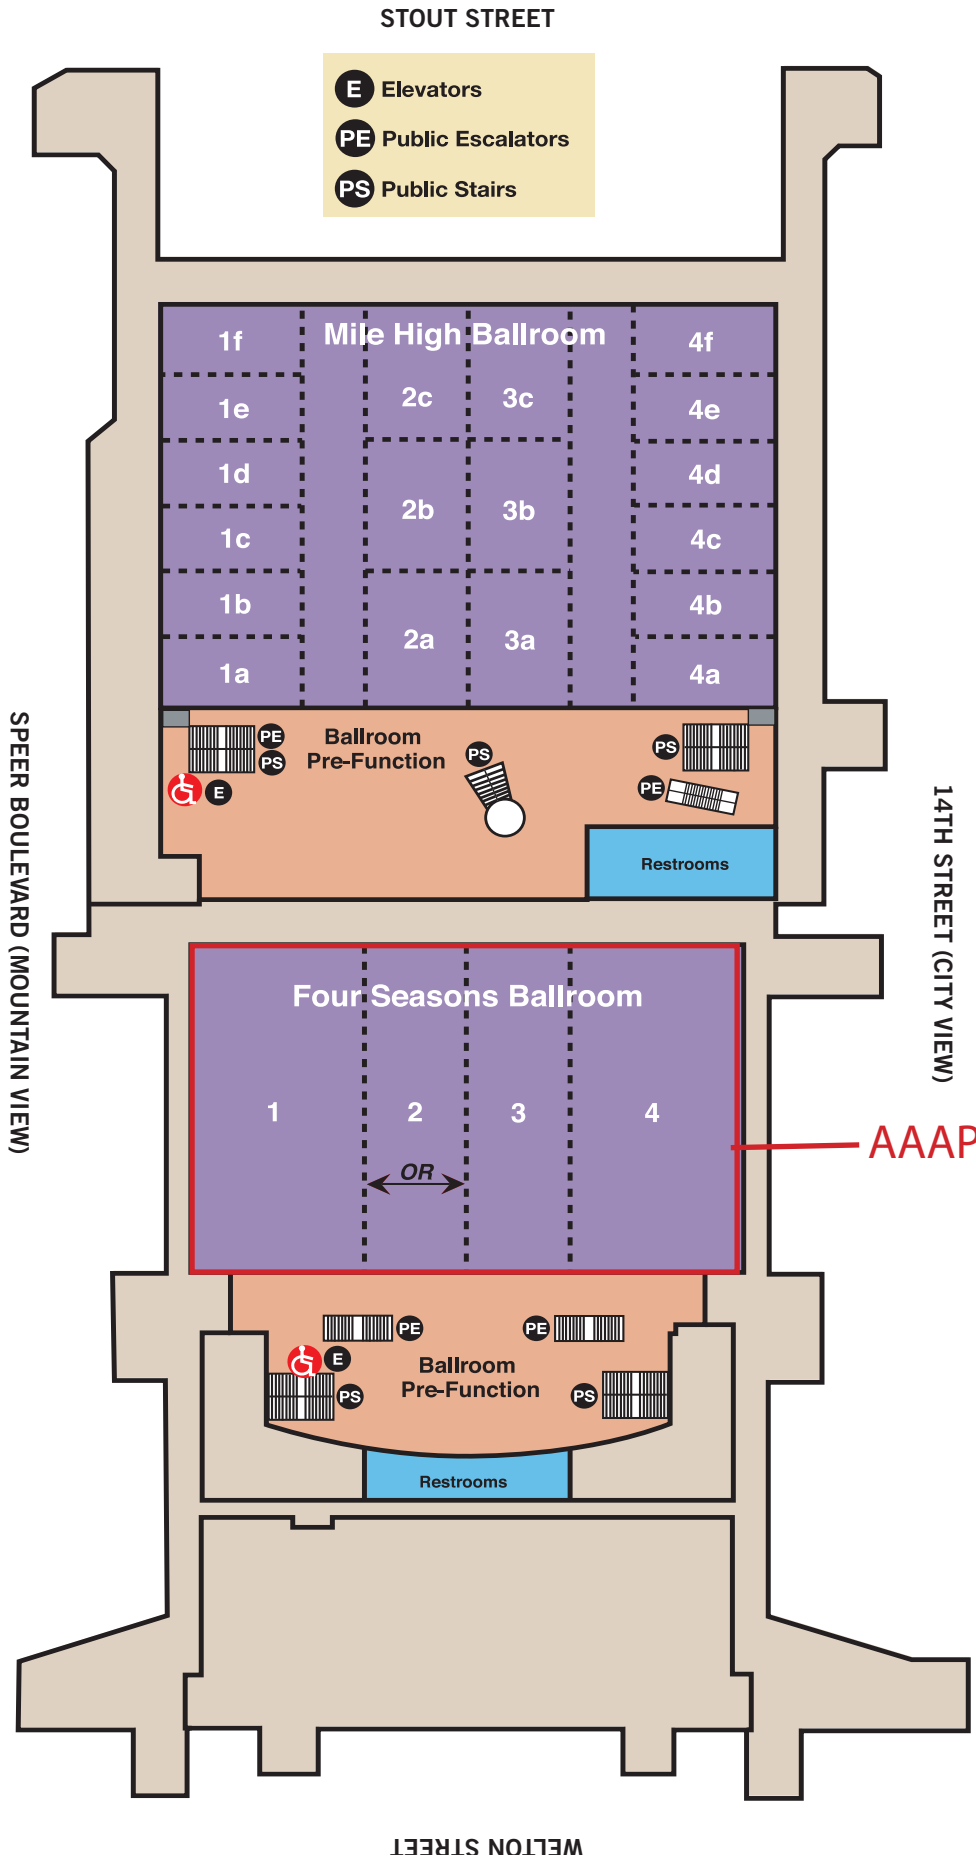 STOUT STREET
E Elevators
PE Public Escalators
PS Public Stairs
Mile High Ballroom
1f
4f
2c
3c
1e
4e
1d
4d
2b
3b
1c
4c
1b
4b
2a
3a
1a
4a
PE
PS
E
Ballroom
Pre-Function
PS
PS
PE
Restrooms
SPEER BOULEVARD (MOUNTAIN VIEW)
14TH STREET (CITY VIEW)
Four Seasons Ballroom
1
2
3
4
OR
AAAP
PE
PE
E
PS
Ballroom
Pre-Function
PS
Restrooms
WELTON STREET